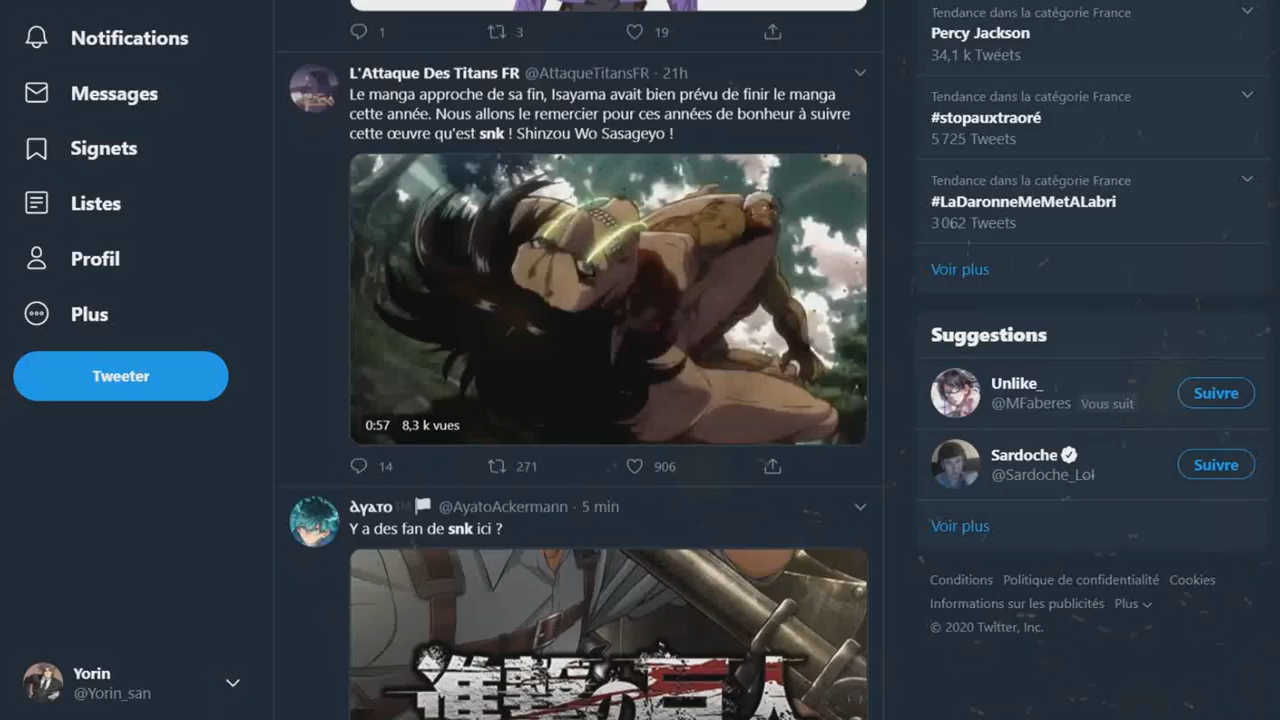 Notifications
Messages
Signets
Listes
Profil
Plus
Tweeter
Yorin
@Yorin_san
1
3
19
L'Attaque Des Titans FR @AttaqueTitansFR · 21h
Le manga approche de sa fin, Isayama avait bien prévu de finir le manga
cette année. Nous allons le remercier pour ces années de bonheur à suivre
cette œuvre qu'est snk ! Shinzou Wo Sasageyo !
0:57 8,3 k vues
14
271
906
@AyatoAckermann · 5 min
Y a des fan de snk ici ?
進撃の巨人
Tendance dans la catégorie France
Percy Jackson
34,1 k Tweets
Tendance dans la catégorie France
#stopauxtraoré
5 725 Tweets
Tendance dans la catégorie France
#LaDaronneMeMetALabri
3 062 Tweets
Voir plus
Suggestions
Unlike_
@MFaberes Vous suit
Suivre
Sardoche
@Sardoche_Lol
Suivre
Voir plus
Conditions Politique de confidentialité Cookies
Informations sur les publicités Plus
© 2020 Twitter, Inc.